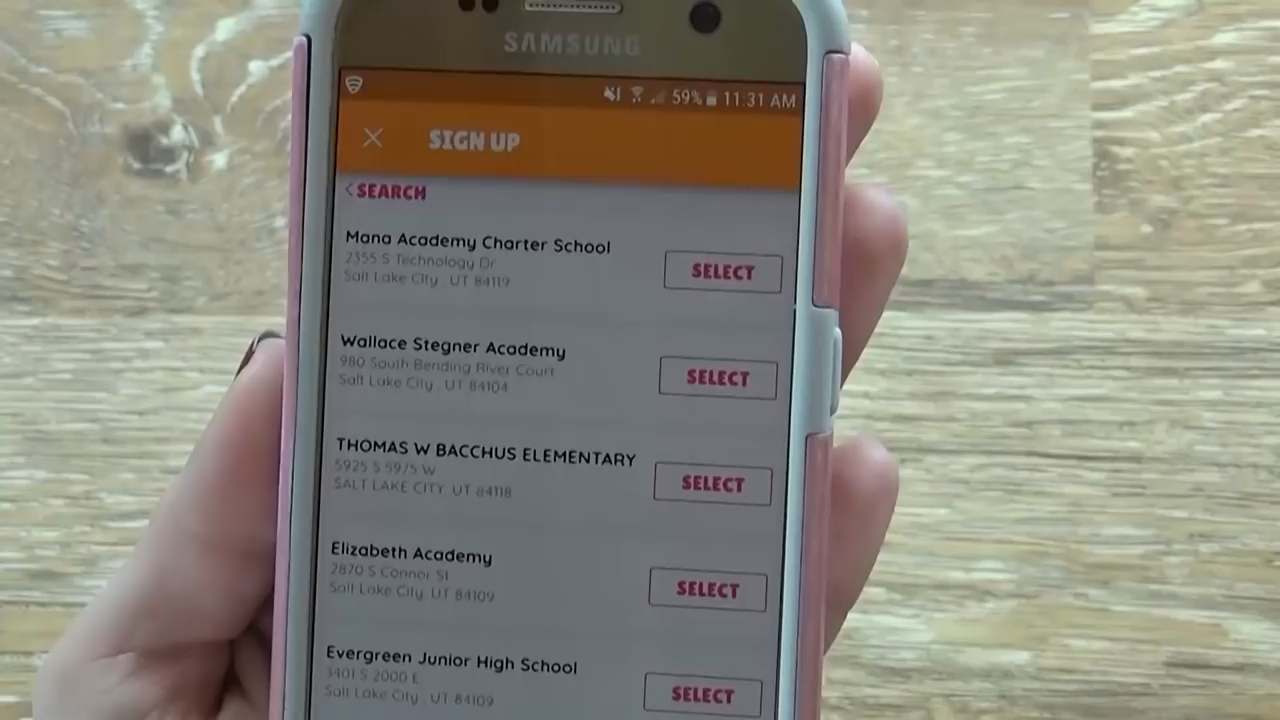 SAMSUNG
59% 11:31 AM
SIGN UP
SEARCH
Mana Academy Charter School
2355 S Technology Dr
Salt Lake City , UT 84119
SELECT
Wallace Stegner Academy
980 South Bending River Court
Salt Lake City , UT 84104
SELECT
THOMAS W BACCHUS ELEMENTARY
5925 S 5975 W
SALT LAKE CITY, UT 84118
SELECT
Elizabeth Academy
2870 S Connor St
Salt Lake City, UT 84109
SELECT
Evergreen Junior High School
3401 S 2000 E
Salt Lake City , UT 84109
SELECT